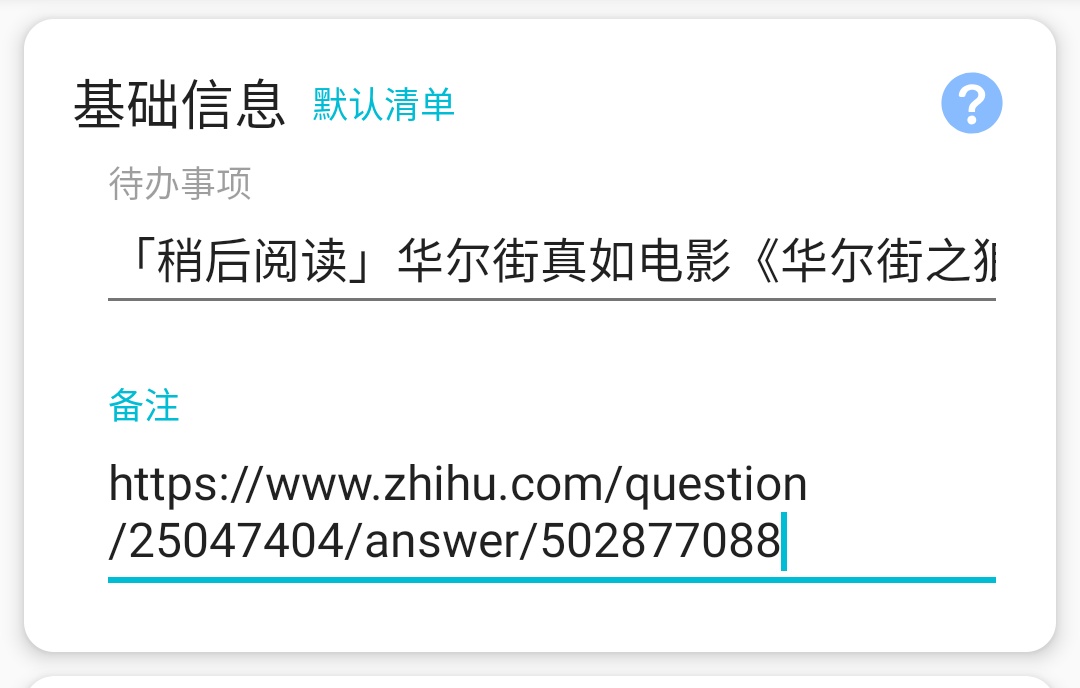 基础信息 默认清单
待办事项
「稍后阅读」华尔街真如电影《华尔街之
备注
https://www.zhihu.com/question
/25047404/answer/502877088